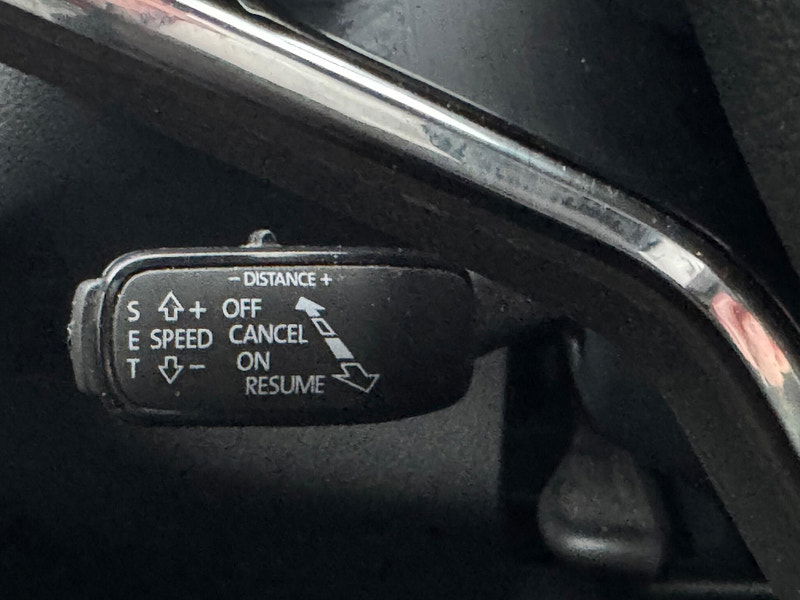 - DISTANCE +
S + OFF
E SPEED CANCEL
T - ON
RESUME